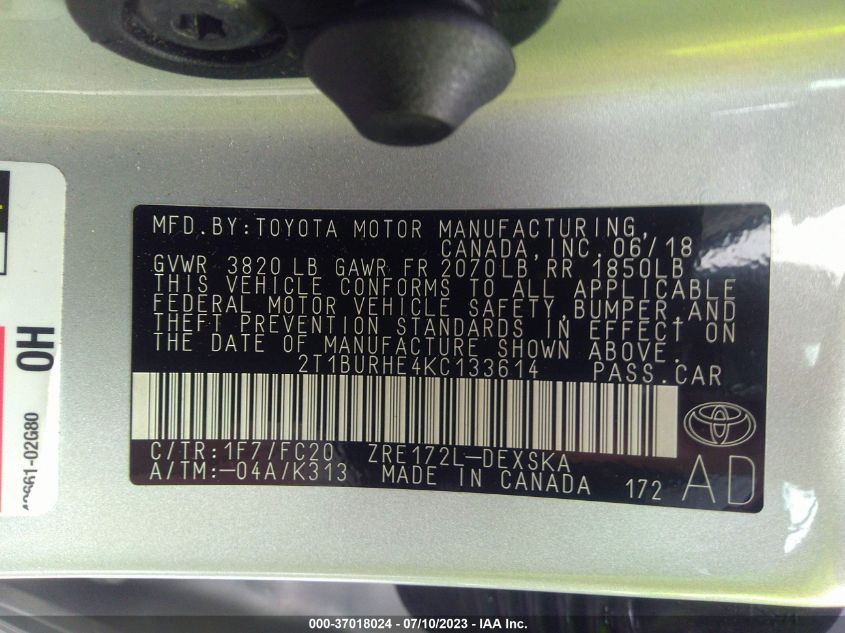 MFD.BY:TOYOTA MOTOR MANUFACTURING,
CANADA,INC. 06/18
GVWR 3820 LB GAWR FR 2070LB RR 1850LB
THIS VEHICLE CONFORMS TO ALL APPLICABLE
FEDERAL MOTOR VEHICLE SAFETY,BUMPER,AND
THEFT PREVENTION STANDARDS IN EFFECT ON
THE DATE OF MANUFACTURE SHOWN ABOVE.
2T1BURHE4KC133614 PASS.CAR
C/TR:1F7/FC20 ZRE172L-DEXSKA
A/TM:-04A/K313 MADE IN CANADA 172 AD
OH
000-37018024 - 07/10/2023 - IAA Inc.